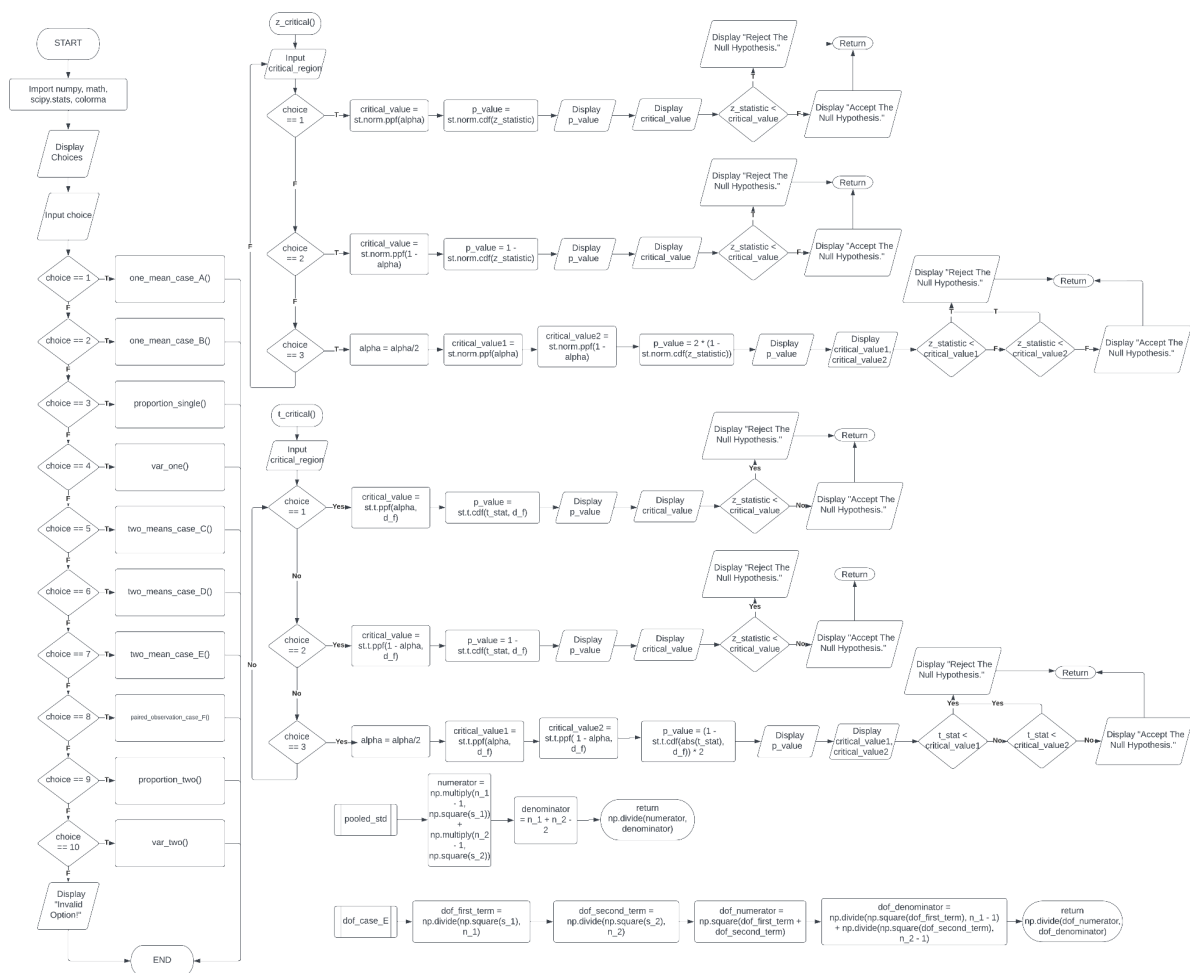 START
Import numpy, math,
scipy.stats, colorma
Display
Choices
Input choice
choice == 1
T
one_mean_case_A()
F
choice == 2
T
one_mean_case_B()
F
choice == 3
T
proportion_single()
F
choice == 4
T
var_one()
F
choice == 5
T
two_means_case_C()
F
choice == 6
T
two_means_case_D()
F
choice == 7
T
two_mean_case_E()
F
choice == 8
T
paired_observation_case_F()
F
choice == 9
T
proportion_two()
F
choice
== 10
T
var_two()
F
Display
"Invalid
Option!"
END
z_critical()
Input
critical_region
F
choice
== 1
T
critical_value =
st.norm.ppf(alpha)
p_value =
st.norm.cdf(z_statistic)
Display
p_value
Display
critical_value
z_statistic <
critical_value
T
Display "Reject The
Null Hypothesis."
Return
F
Display "Accept The
Null Hypothesis."
F
choice
== 2
T
critical_value =
st.norm.ppf(1 -
alpha)
p_value = 1 -
st.norm.cdf(z_statistic)
Display
p_value
Display
critical_value
z_statistic <
critical_value
T
Display "Reject The
Null Hypothesis."
Return
F
Display "Accept The
Null Hypothesis."
F
choice
== 3
T
alpha = alpha/2
critical_value1 =
st.norm.ppf(alpha)
critical_value2 =
st.norm.ppf(1 -
alpha)
p_value = 2 * (1 -
st.norm.cdf(z_statistic))
Display
p_value
Display
critical_value1,
critical_value2
z_statistic <
critical_value1
T
Display "Reject The
Null Hypothesis."
Return
F
z_statistic <
critical_value2
T
F
Display "Accept The
Null Hypothesis."
t_critical()
Input
critical_region
No
choice
== 1
Yes
critical_value =
st.t.ppf(alpha,
d_f)
p_value =
st.t.cdf(t_stat, d_f)
Display
p_value
Display
critical_value
z_statistic <
critical_value
Yes
Display "Reject The
Null Hypothesis."
Return
No
Display "Accept The
Null Hypothesis."
No
choice
== 2
Yes
critical_value =
st.t.ppf(1 - alpha,
d_f)
p_value = 1 -
st.t.cdf(t_stat, d_f)
Display
p_value
Display
critical_value
z_statistic <
critical_value
Yes
Display "Reject The
Null Hypothesis."
Return
No
Display "Accept The
Null Hypothesis."
No
choice
== 3
Yes
alpha = alpha/2
critical_value1 =
st.t.ppf(alpha,
d_f)
critical_value2 =
st.t.ppf( 1 - alpha,
d_f)
p_value = (1 -
st.t.cdf(abs(t_stat),
d_f)) * 2
Display
p_value
Display
critical_value1,
critical_value2
t_stat <
critical_value1
Yes
Display "Reject The
Null Hypothesis."
Return
No
t_stat <
critical_value2
Yes
No
Display "Accept The
Null Hypothesis."
pooled_std
numerator =
np.multiply(n_1
- 1,
np.square(s_1))
+
np.multiply(n_2
- 1,
np.square(s_2))
denominator
= n_1 + n_2 -
2
return
np.divide(numerator,
denominator)
dof_case_E
dof_first_term =
np.divide(np.square(s_1),
n_1)
dof_second_term =
np.divide(np.square(s_2),
n_2)
dof_numerator =
np.square(dof_first_term +
dof_second_term)
dof_denominator =
np.divide(np.square(dof_first_term), n_1 - 1)
+ np.divide(np.square(dof_second_term),
n_2 - 1)
return
np.divide(dof_numerator,
dof_denominator)